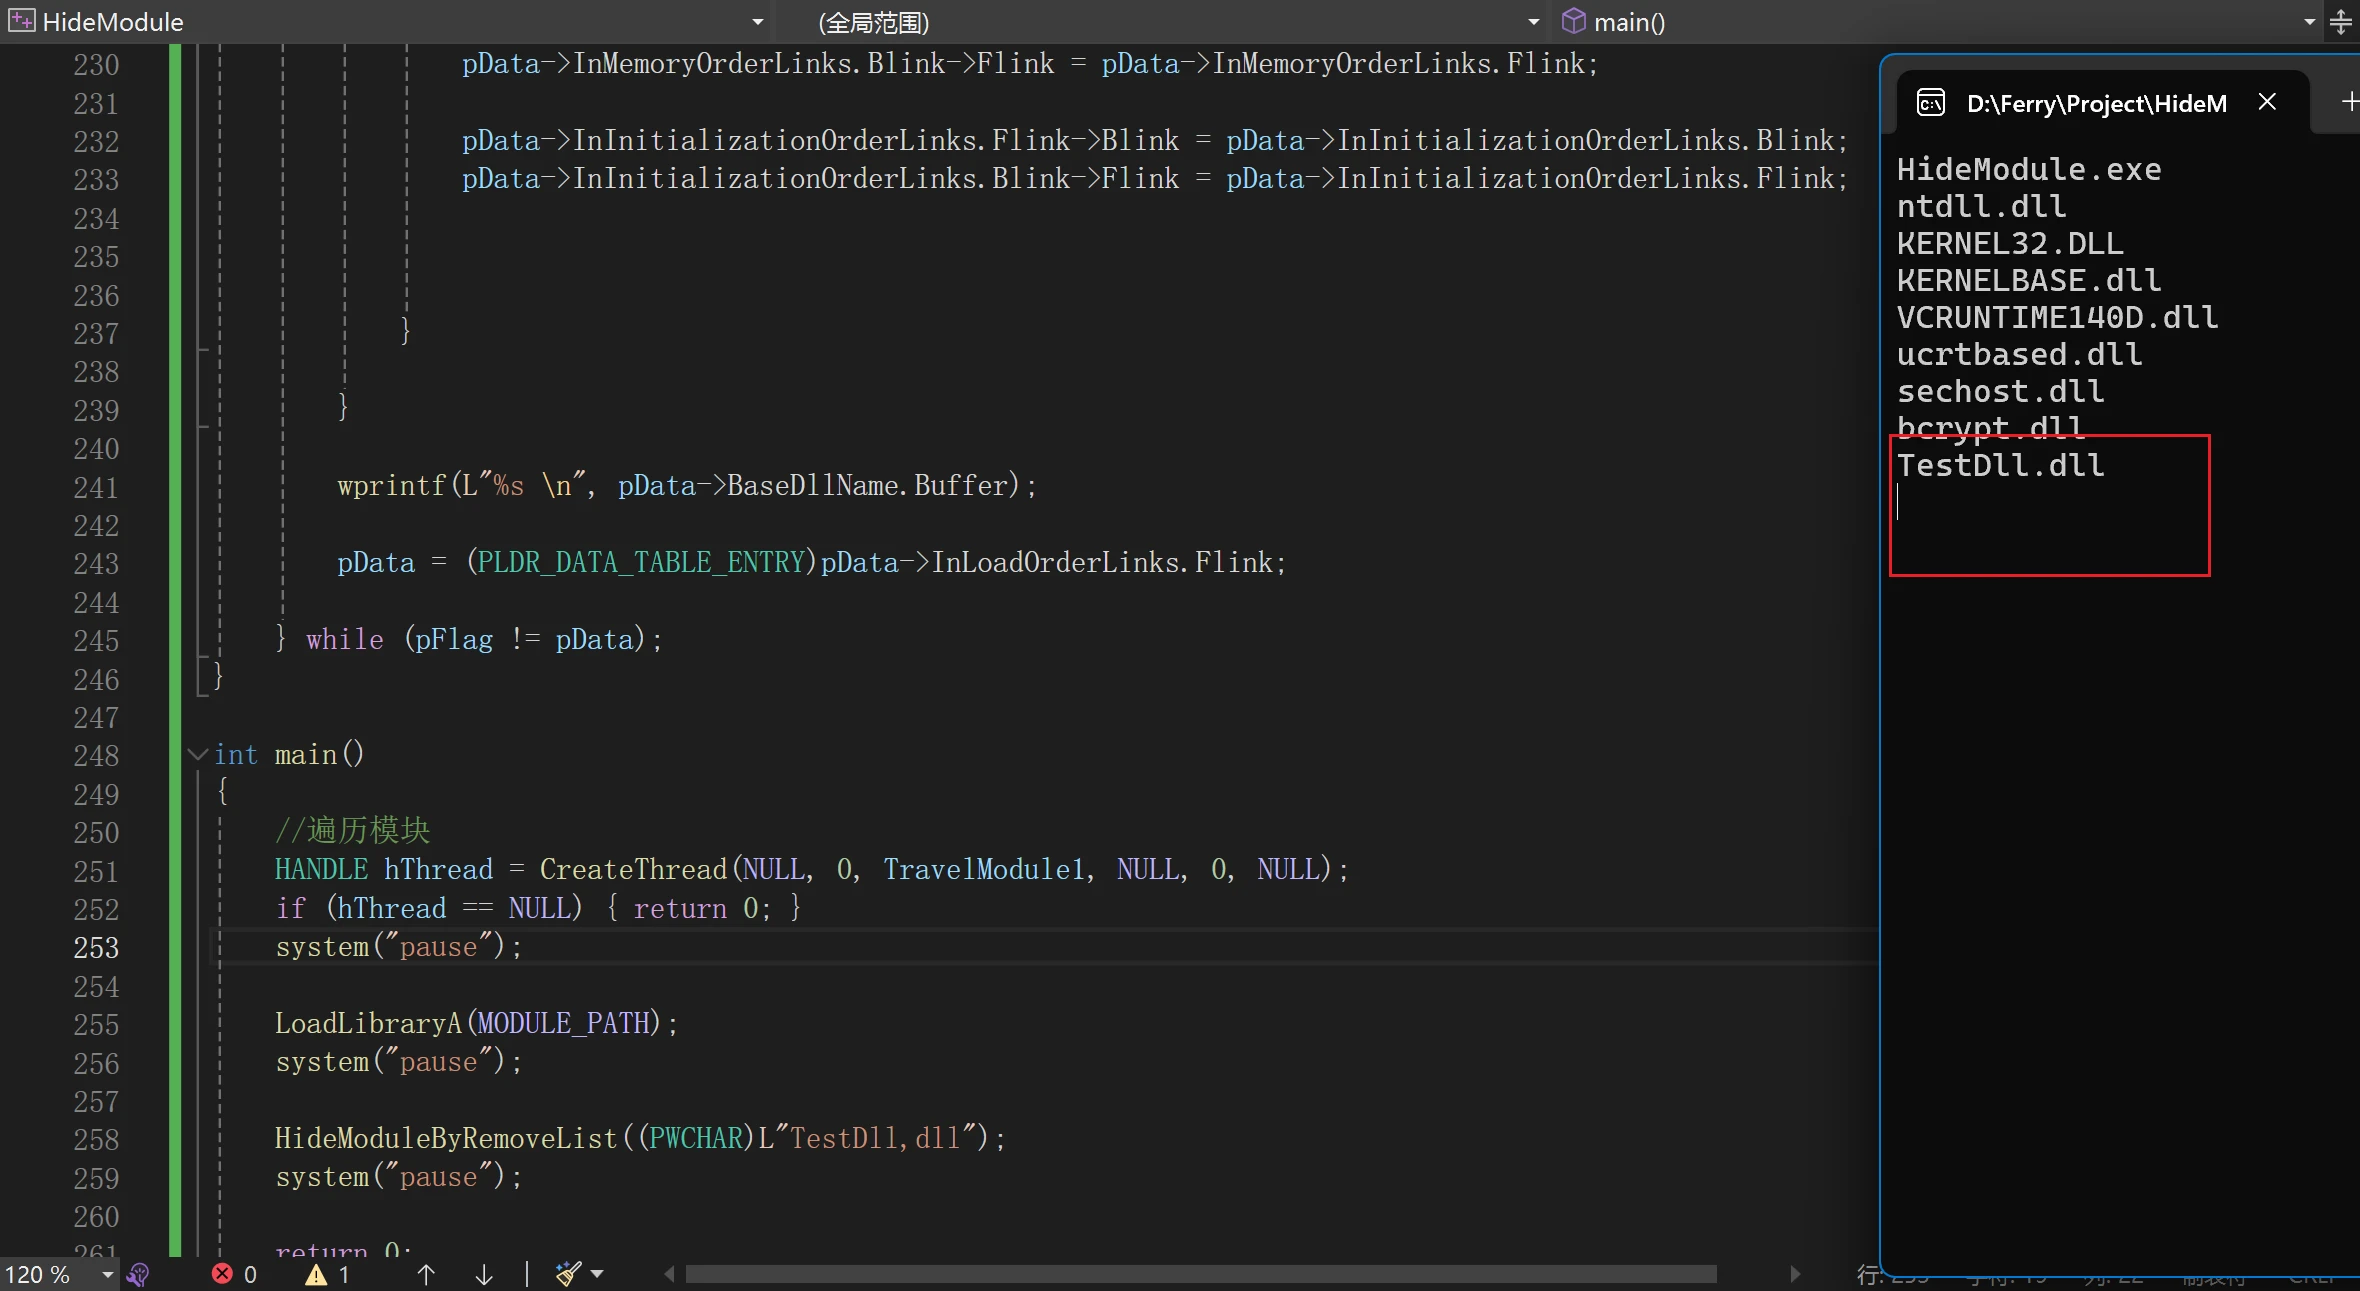 HideModule
(全局范围)
main()
230 pData->InMemoryOrderLinks.Blink->Flink = pData->InMemoryOrderLinks.Flink;
231
232 pData->InInitializationOrderLinks.Flink->Blink = pData->InInitializationOrderLinks.Blink;
233 pData->InInitializationOrderLinks.Blink->Flink = pData->InInitializationOrderLinks.Flink;
234
235
236
237 }
238
239 }
240
241 wprintf(L"%s \n", pData->BaseDllName.Buffer);
242
243 pData = (PLDR_DATA_TABLE_ENTRY)pData->InLoadOrderLinks.Flink;
244
245 } while (pFlag != pData);
246 }
247
248 int main()
249 {
250 //遍历模块
251 HANDLE hThread = CreateThread(NULL, 0, TravelModule1, NULL, 0, NULL);
252 if (hThread == NULL) { return 0; }
253 system("pause");
254
255 LoadLibraryA(MODULE_PATH);
256 system("pause");
257
258 HideModuleByRemoveList((PWCHAR)L"TestDll,dll");
259 system("pause");
260
261 return 0;
120 %
0
1
行: 253
D:\Ferry\Project\HideM
HideModule.exe
ntdll.dll
KERNEL32.DLL
KERNELBASE.dll
VCRUNTIME140D.dll
ucrtbased.dll
sechost.dll
bcrypt.dll
TestDll.dll